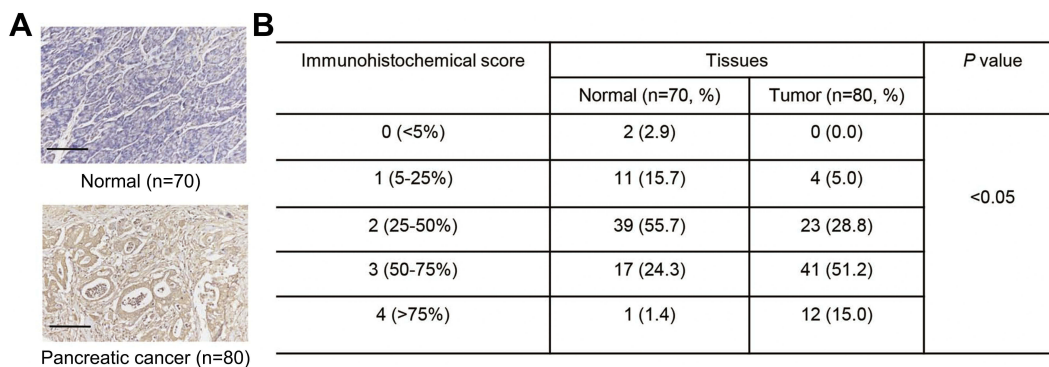 A
Normal (n=70)
Pancreatic cancer (n=80)
B
Immunohistochemical score Tissues P value
Normal (n=70, %) Tumor (n=80, %)
0 (<5%) 2 (2.9) 0 (0.0)
1 (5-25%) 11 (15.7) 4 (5.0)
<0.05
2 (25-50%) 39 (55.7) 23 (28.8)
3 (50-75%) 17 (24.3) 41 (51.2)
4 (>75%) 1 (1.4) 12 (15.0)